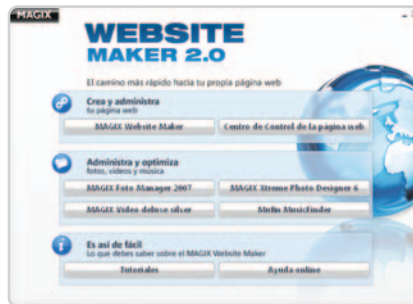 MAGIX
WEBSITE
MAKER 2.0
El camino más rápido hacia tu propia página web
Crea y administra
tu página web
MAGIX Website Maker
Centro de Control de la página web
Administra y optimiza
fotos, vídeos y música
MAGIX Foto Manager 2007
MAGIX Xtreme Photo Designer 6
MAGIX Video deluxe silver
Mufin MusicFinder
Es así de fácil
Lo que debes saber sobre el MAGIX Website Maker
Tutoriales
Ayuda online